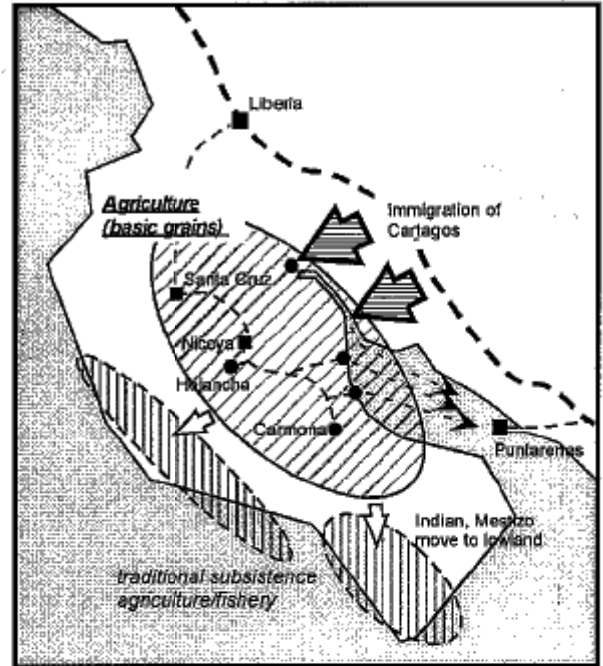 Liberia
Agriculture
(basic grains)
Immigration of
Cartagos
Santa Cruz
Nicoya
Hojancha
Carmona
Puntarenas
Indian, Mestizo
move to lowland
traditional subsistence
agriculture/fishery